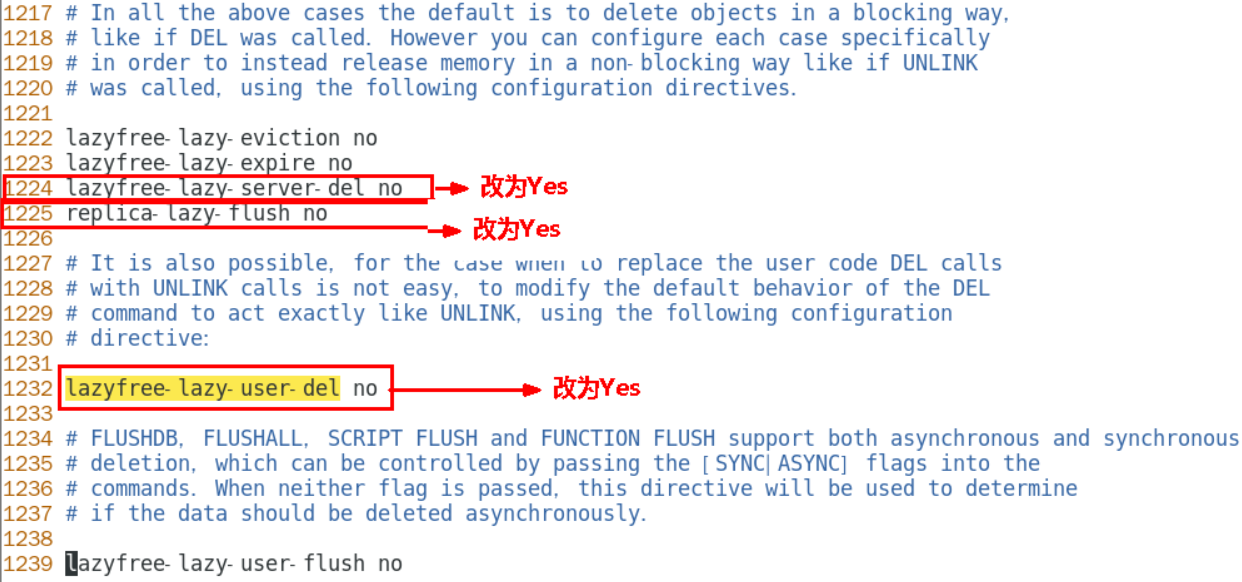 1217 # In all the above cases the default is to delete objects in a blocking way,
1218 # like if DEL was called. However you can configure each case specifically
1219 # in order to instead release memory in a non-blocking way like if UNLINK
1220 # was called, using the following configuration directives.
1221
1222 lazyfree-lazy-eviction no
1223 lazyfree-lazy-expire no
1224 lazyfree-lazy-server-del no 改为Yes
1225 replica-lazy-flush no 改为Yes
1226
1227 # It is also possible, for the case when to replace the user code DEL calls
1228 # with UNLINK calls is not easy, to modify the default behavior of the DEL
1229 # command to act exactly like UNLINK, using the following configuration
1230 # directive:
1231
1232 lazyfree-lazy-user-del no 改为Yes
1233
1234 # FLUSHDB, FLUSHALL, SCRIPT FLUSH and FUNCTION FLUSH support both asynchronous and synchronous
1235 # deletion, which can be controlled by passing the [SYNC|ASYNC] flags into the
1236 # commands. When neither flag is passed, this directive will be used to determine
1237 # if the data should be deleted asynchronously.
1238
1239 lazyfree-lazy-user-flush no